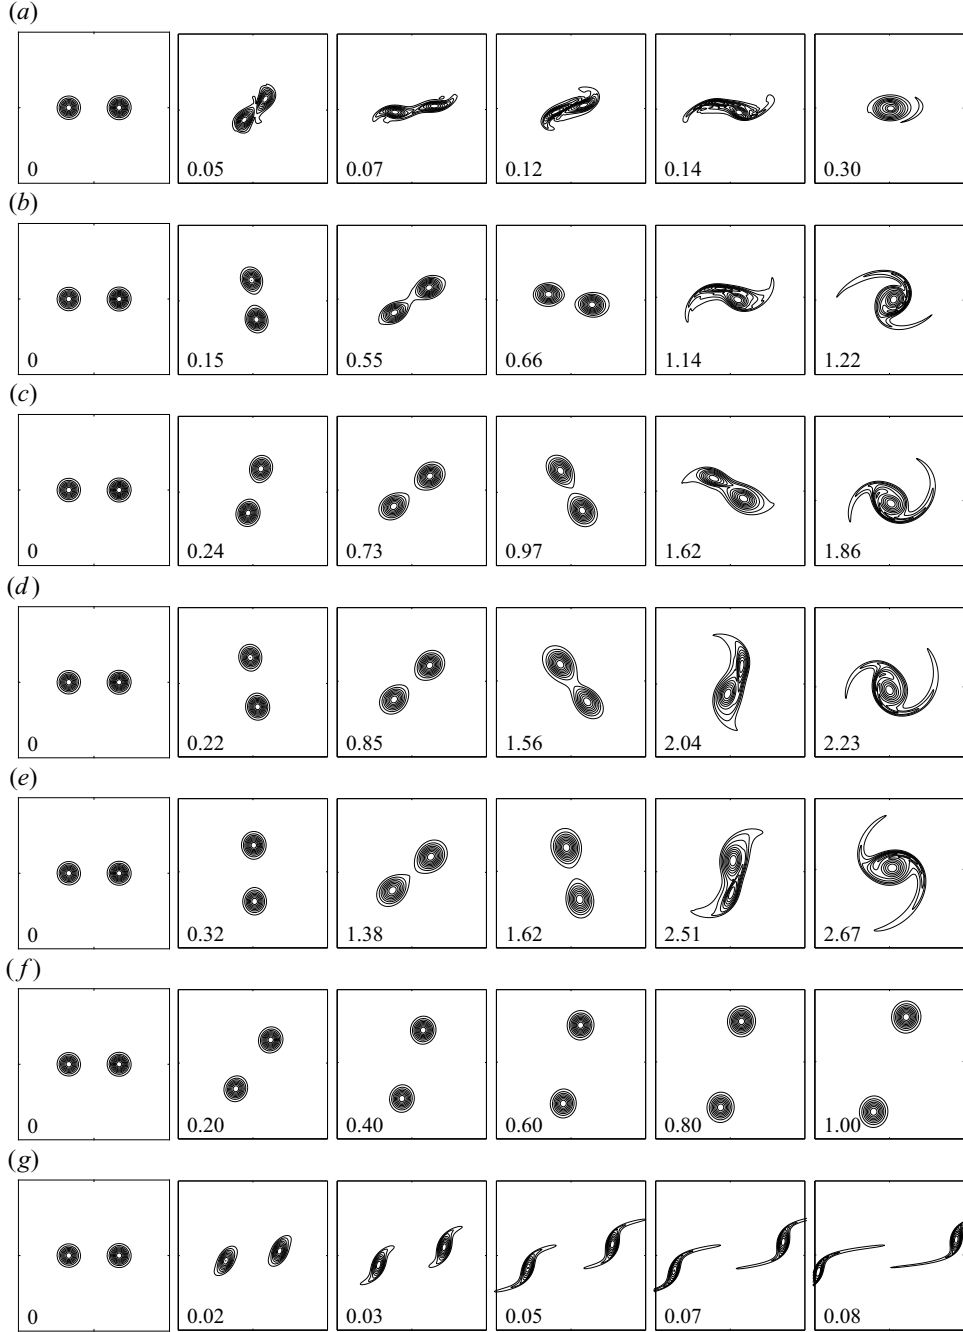 (a)
0 0.05 0.07 0.12 0.14 0.30
(b)
0 0.15 0.55 0.66 1.14 1.22
(c)
0 0.24 0.73 0.97 1.62 1.86
(d)
0 0.22 0.85 1.56 2.04 2.23
(e)
0 0.32 1.38 1.62 2.51 2.67
(f)
0 0.20 0.40 0.60 0.80 1.00
(g)
0 0.02 0.03 0.05 0.07 0.08